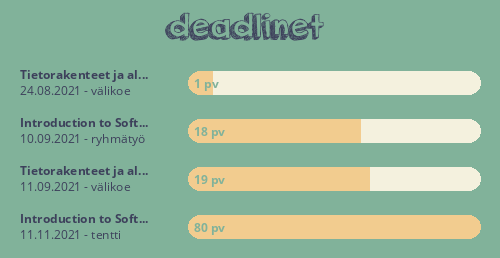 deadlinet
Tietorakenteet ja al...
24.08.2021 - välikoe
1 pv
Introduction to Soft...
10.09.2021 - ryhmätyö
18 pv
Tietorakenteet ja al...
11.09.2021 - välikoe
19 pv
Introduction to Soft...
11.11.2021 - tentti
80 pv